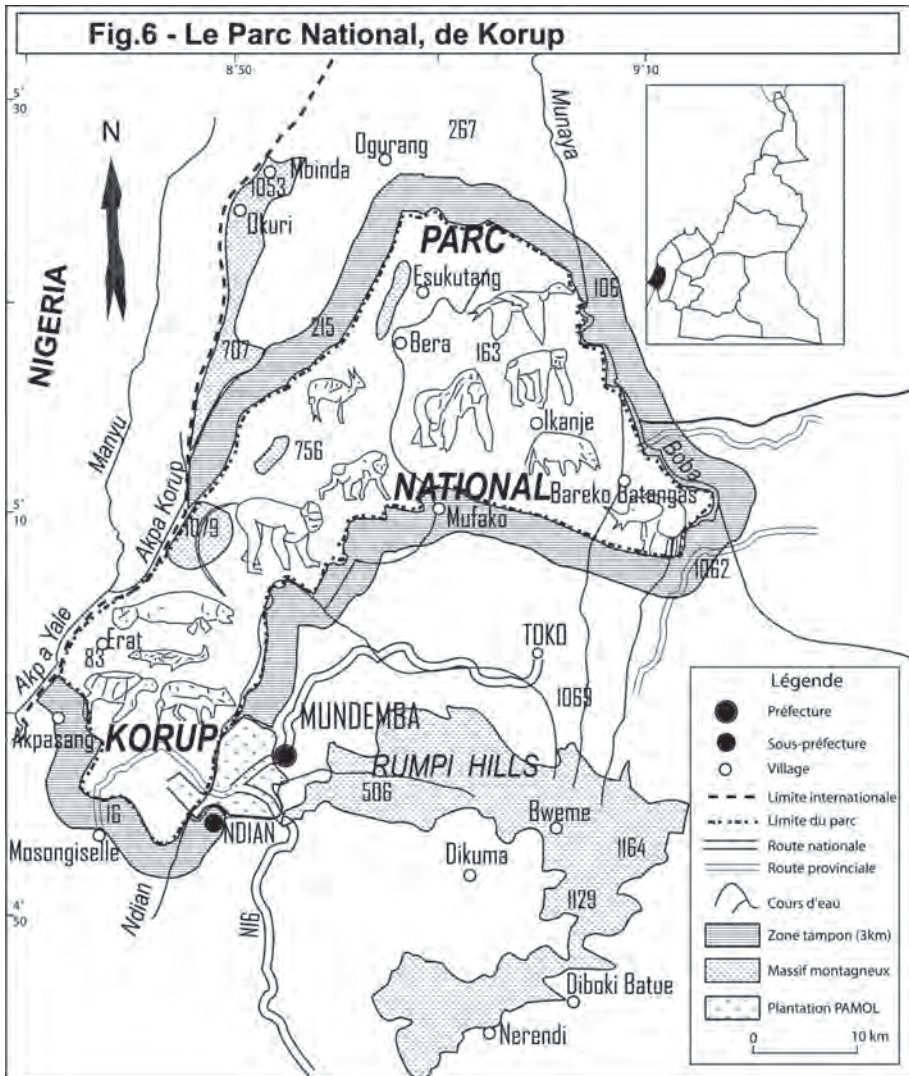 Fig.6 - Le Parc National, de Korup
8°50
9°10
5°
30
N
Munaya
267
Ogurang
Mbinda
1053
Okuri
PARC
Esukutang
NIGERIA
106
215
707
Bera
163
Manyu
Ikanje
756
Boba
NATIONAL
Bareko Batangas
5°
10
Akpa Korup
1079
Mufako
1062
Akp a Yale
Erat
83
TOKO
1069
Akpasang
KORUP
MUNDEMBA
RUMPI HILLS
506
16
NDIAN
Bweme
Mosongiselle
1164
Dikuma
Ndian
N16
1129
4°
50
Diboki Batue
Nerendi
Légende
Préfecture
Sous-préfecture
Village
Limite internationale
Limite du parc
Route nationale
Route provinciale
Cours d'eau
Zone tampon (3km)
Massif montagneux
Plantation PAMOL
0 10 km